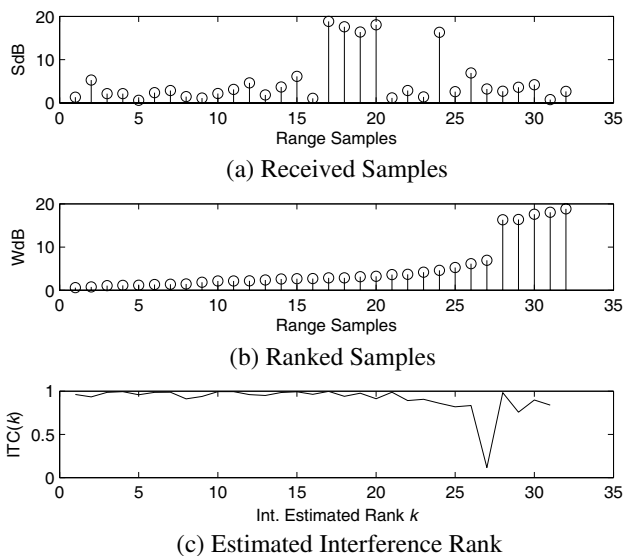 20
10
0
SdB
0 5 10 15 20 25 30 35
Range Samples
(a) Received Samples
20
10
0
WdB
0 5 10 15 20 25 30 35
Range Samples
(b) Ranked Samples
1
0.5
0
ITC(k)
0 5 10 15 20 25 30 35
Int. Estimated Rank k
(c) Estimated Interference Rank